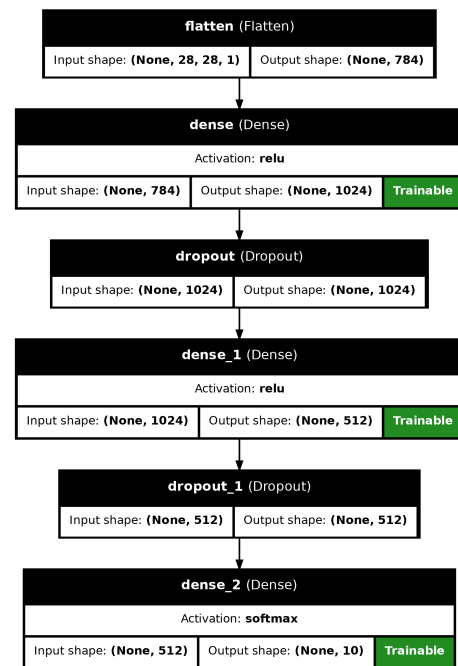 flatten (Flatten)
Input shape: (None, 28, 28, 1) Output shape: (None, 784)
dense (Dense)
Activation: relu
Input shape: (None, 784) Output shape: (None, 1024) Trainable
dropout (Dropout)
Input shape: (None, 1024) Output shape: (None, 1024)
dense_1 (Dense)
Activation: relu
Input shape: (None, 1024) Output shape: (None, 512) Trainable
dropout_1 (Dropout)
Input shape: (None, 512) Output shape: (None, 512)
dense_2 (Dense)
Activation: softmax
Input shape: (None, 512) Output shape: (None, 10) Trainable